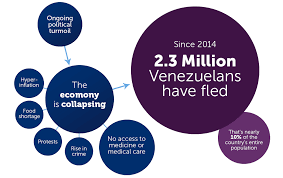 Ongoing
political
turmoil
Since 2014
2.3 Million
Venezuelans
have fled
Hyper-
inflation
The
ecomony
is collapsing
Food
shortage
Protests
Rise in
crime
No access to
medicine or
medical care
That's nearly
10% of the
country's entire
population